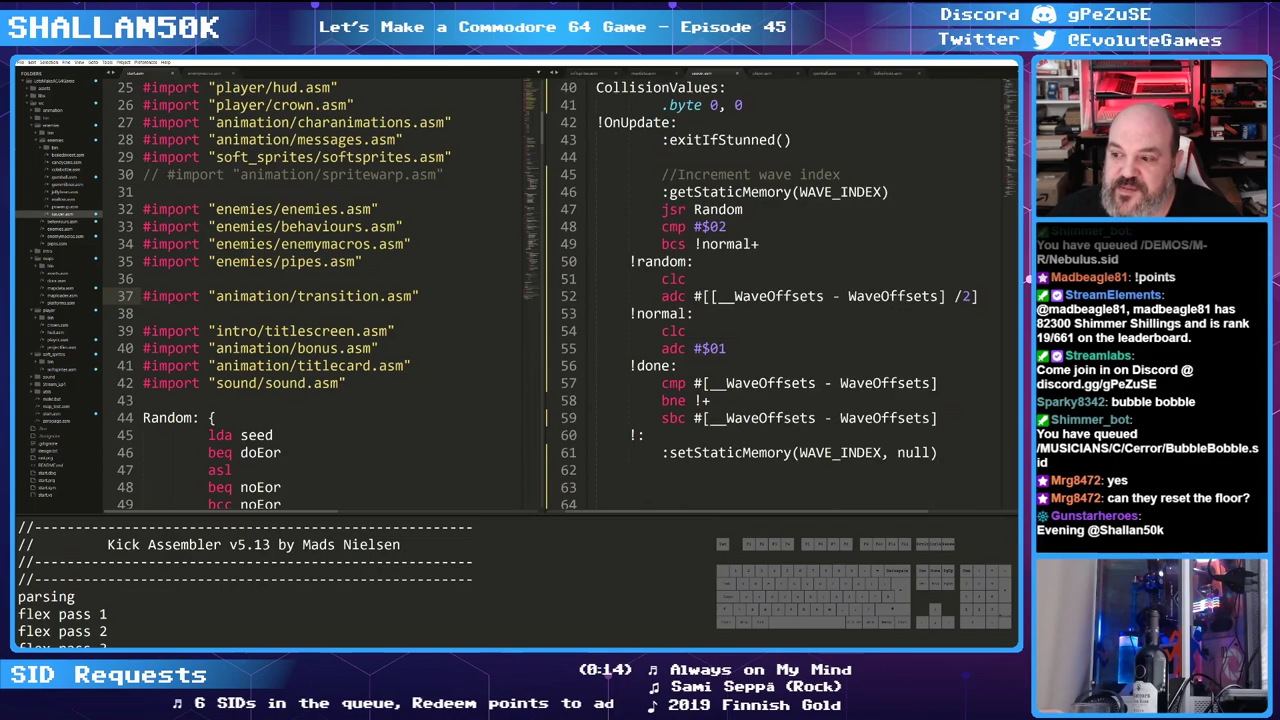 SHALLAN50K
Let's Make a Commodore 64 Game - Episode 45
Discord gPeZuSE
Twitter @EvoluteGames
FOLDERS
25 #import "player/hud.asm"
26 #import "player/crown.asm"
27 #import "animation/charanimations.asm"
28 #import "animation/messages.asm"
29 #import "soft_sprites/softsprites.asm"
30 // #import "animation/spritewarp.asm"
31
32 #import "enemies/enemies.asm"
33 #import "enemies/behaviours.asm"
34 #import "enemies/enemymacros.asm"
35 #import "enemies/pipes.asm"
36
37 #import "animation/transition.asm"
38
39 #import "intro/titlescreen.asm"
40 #import "animation/bonus.asm"
41 #import "animation/titlecard.asm"
42 #import "sound/sound.asm"
43
44 Random: {
45 lda seed
46 beq doEor
47 asl
48 beq noEor
49 bcc noEor
40 CollisionValues:
41 .byte 0, 0
42 !OnUpdate:
43 :exitIfStunned()
44
45 //Increment wave index
46 :getStaticMemory(WAVE_INDEX)
47 jsr Random
48 cmp #$02
49 bcs !normal+
50 !random:
51 clc
52 adc #[[__WaveOffsets - WaveOffsets] /2]
53 !normal:
54 clc
55 adc #$01
56 !done:
57 cmp #[__WaveOffsets - WaveOffsets]
58 bne !+
59 sbc #[__WaveOffsets - WaveOffsets]
60 !:
61 :setStaticMemory(WAVE_INDEX, null)
62
63
64
//------------------------------------------------------
// Kick Assembler v5.13 by Mads Nielsen
//------------------------------------------------------
//------------------------------------------------------
parsing
flex pass 1
flex pass 2
Shimmer_bot:
You have queued /DEMOS/M-
R/Nebulus.sid
Madbeagle81: !points
StreamElements:
@madbeagle81, madbeagle81 has
82300 Shimmer Shillings and is rank
19/661 on the leaderboard.
Streamlabs:
Come join in on Discord @
discord.gg/gPeZuSE
Sparky8342: bubble bobble
Shimmer_bot:
You have queued
/MUSICIANS/C/Cerror/BubbleBobble.s
id
Mrg8472: yes
Mrg8472: can they reset the floor?
Gunstarheroes:
Evening @Shallan50k
SID Requests
(0:14) ♫ Always on My Mind
♫ Sami Seppä (Rock)
♪ 2019 Finnish Gold
♬ 6 SIDs in the queue. Redeem points to ad